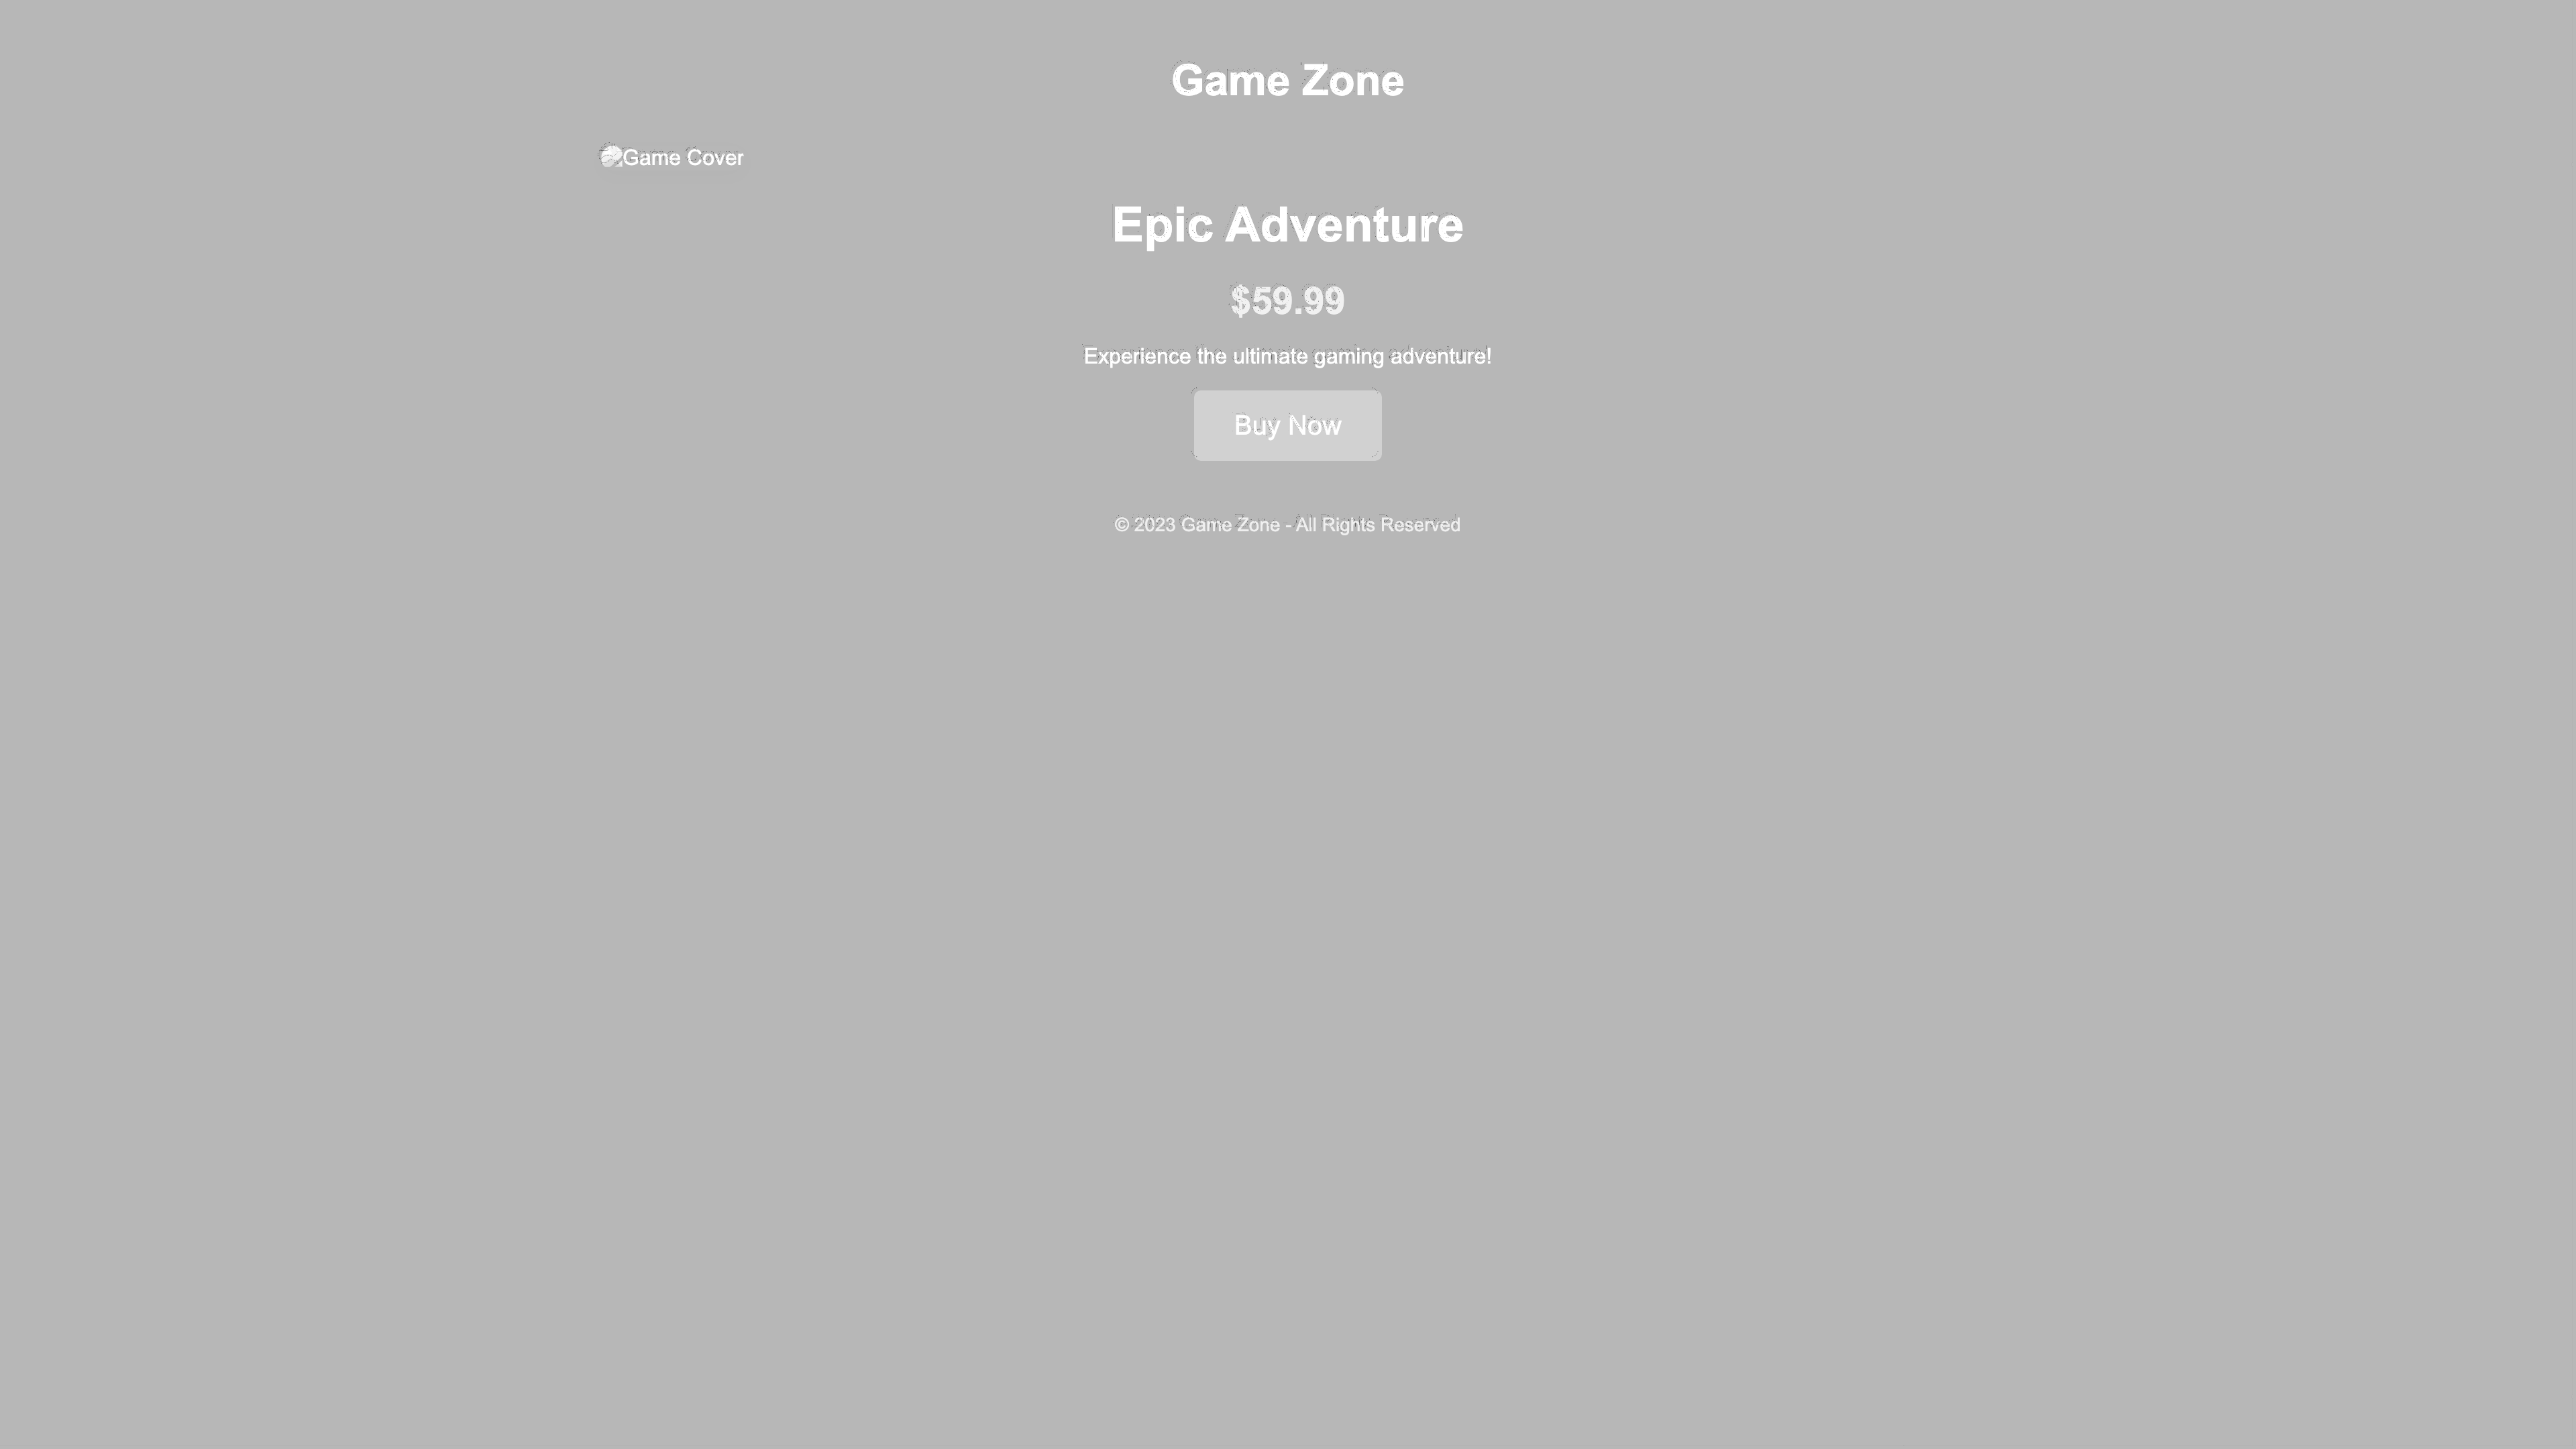 Game Zone
Game Cover
Epic Adventure
$59.99
Experience the ultimate gaming adventure!
Buy Now
© 2023 Game Zone - All Rights Reserved